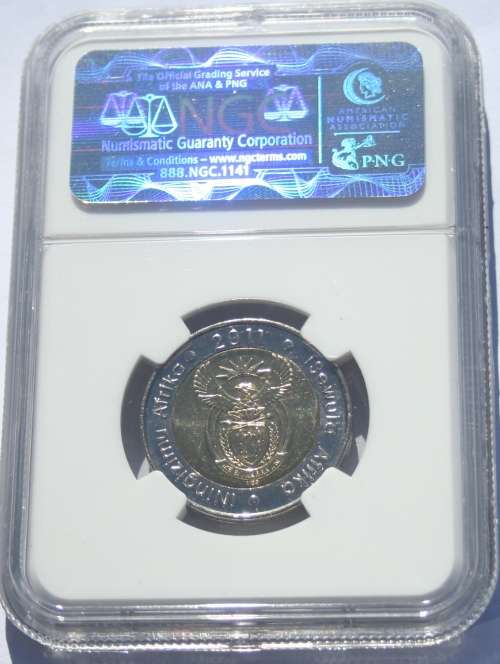 The Official Grading Service
of the ANA & PNG
NGC
Numismatic Guaranty Corporation
Terms & Conditions – www.ngcterms.com
888.NGC.1141
AMERICAN
NUMISMATIC
ASSOCIATION
P·N·G
iNingizimu Afrika • 2011 • iSewula Afrika